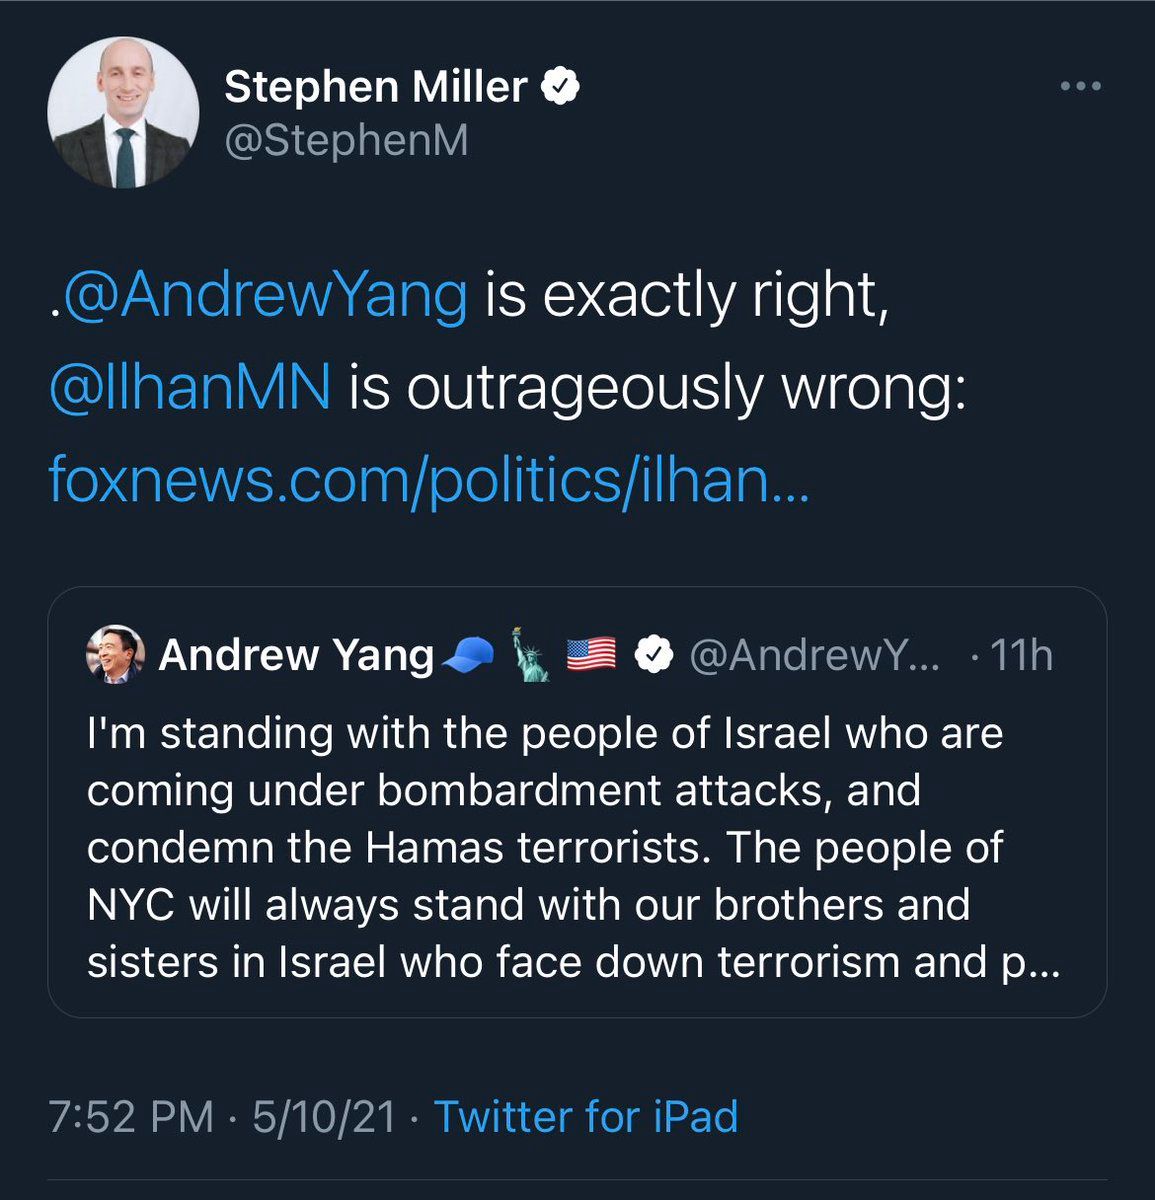 Stephen Miller
@StephenM
.@AndrewYang is exactly right,
@IlhanMN is outrageously wrong:
foxnews.com/politics/ilhan...
Andrew Yang🧢🗽🇺🇸 @AndrewY... · 11h
I'm standing with the people of Israel who are
coming under bombardment attacks, and
condemn the Hamas terrorists. The people of
NYC will always stand with our brothers and
sisters in Israel who face down terrorism and p...
7:52 PM · 5/10/21 · Twitter for iPad